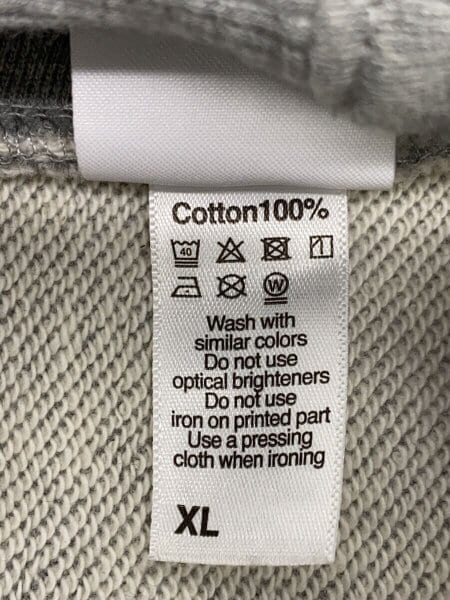 Cotton100%
40
W
Wash with
similar colors
Do not use
optical brighteners
Do not use
iron on printed part
Use a pressing
cloth when ironing
XL